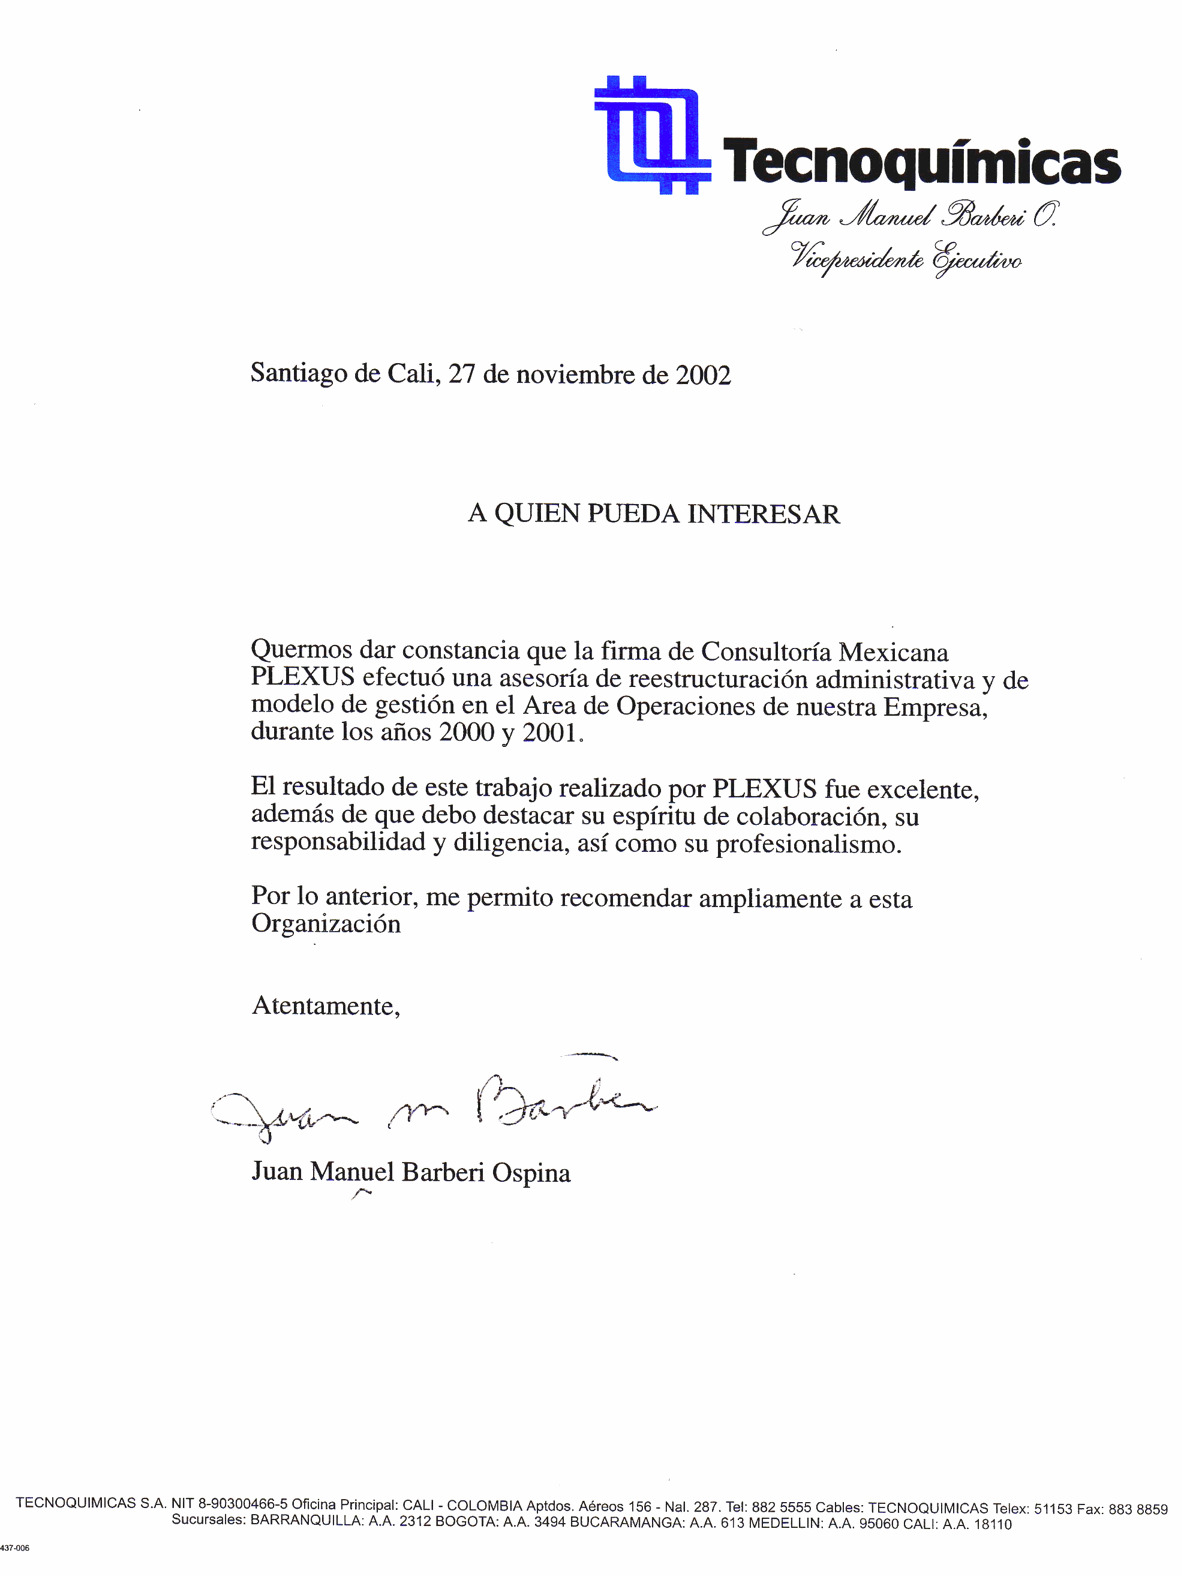 Tecnoquímicas
Juan Manuel Barberi O.
Vicepresidente Ejecutivo
Santiago de Cali, 27 de noviembre de 2002
A QUIEN PUEDA INTERESAR
Quermos dar constancia que la firma de Consultoría Mexicana
PLEXUS efectuó una asesoría de reestructuración administrativa y de
modelo de gestión en el Area de Operaciones de nuestra Empresa,
durante los años 2000 y 2001.
El resultado de este trabajo realizado por PLEXUS fue excelente,
además de que debo destacar su espíritu de colaboración, su
responsabilidad y diligencia, así como su profesionalismo.
Por lo anterior, me permito recomendar ampliamente a esta
Organización
Atentamente,
Juan m Barberi
Juan Manuel Barberi Ospina
TECNOQUIMICAS S.A. NIT 8-90300466-5 Oficina Principal: CALI - COLOMBIA Aptdos. Aéreos 156 - Nal. 287. Tel: 882 5555 Cables: TECNOQUIMICAS Telex: 51153 Fax: 883 8859
Sucursales: BARRANQUILLA: A.A. 2312 BOGOTA: A.A. 3494 BUCARAMANGA: A.A. 613 MEDELLIN: A.A. 95060 CALI: A.A. 18110
437-006